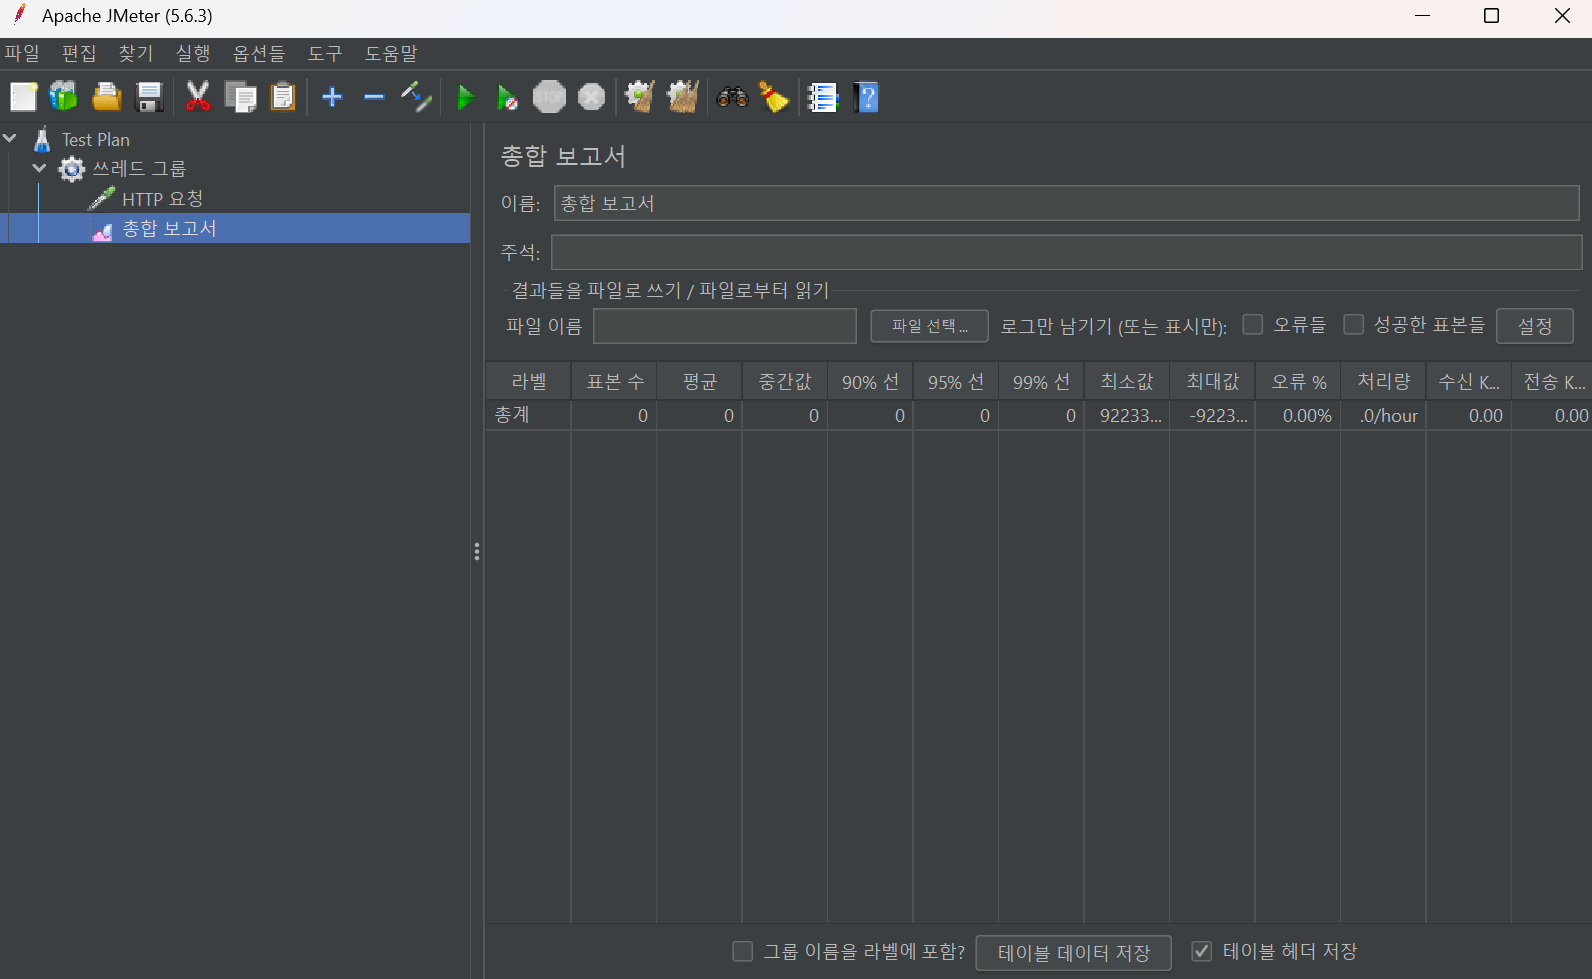 Apache JMeter (5.6.3)
파일 편집 찾기 실행 옵션들 도구 도움말
STOP
?
Test Plan
쓰레드 그룹
HTTP 요청
총합 보고서
총합 보고서
이름: 총합 보고서
주석:
결과들을 파일로 쓰기 / 파일로부터 읽기
파일 이름 파일 선택... 로그만 남기기 (또는 표시만): 오류들 성공한 표본들 설정
라벨 표본 수 평균 중간값 90% 선 95% 선 99% 선 최소값 최대값 오류 % 처리량 수신 K... 전송 K...
총계 0 0 0 0 0 0 92233... -9223... 0.00% .0/hour 0.00 0.00
그룹 이름을 라벨에 포함? 테이블 데이터 저장 테이블 헤더 저장